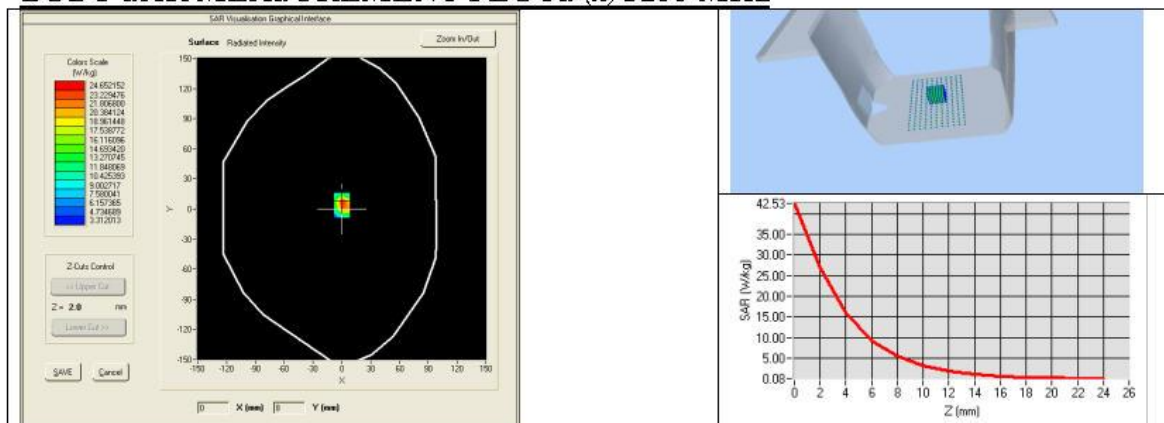 SAR Visualisation Graphical Interface
Surface Radiated Intensity
Zoom In/Out
Colors Scale
(W/kg)
24.652152
23.229476
21.806800
20.384124
18.961448
17.538772
16.116096
14.693420
13.270745
11.848069
10.425393
9.002717
7.580041
6.157365
4.734689
3.312013
Z-Cuts Control
<< Upper Cut
Z = 2.0 mm
Lower Cut >>
SAVE Cancel
150
120
90
60
30
0
-30
-60
-90
-120
-150
Y
-150 -120 -90 -60 -30 0 30 60 90 120 150
X
0 X (mm) 0 Y (mm)
42.53
35.00
30.00
25.00
20.00
15.00
10.00
5.00
0.08
SAR (W/kg)
0 2 4 6 8 10 12 14 16 18 20 22 24 26
Z (mm)